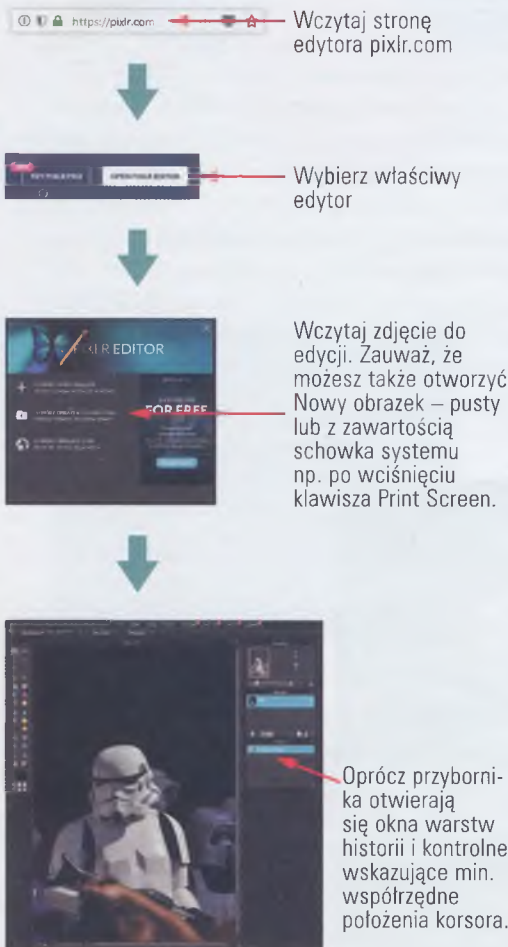 https://pixlr.com
Wczytaj stronę
edytora pixlr.com
Wybierz właściwy
edytor
EDITOR
FOR FREE
Wczytaj zdjęcie do
edycji. Zauważ, że
możesz także otworzyć
Nowy obrazek – pusty
lub z zawartością
schowka systemu
np. po wciśnięciu
klawisza Print Screen.
Oprócz przyborni-
ka otwierają
się okna warstw
historii i kontrolne
wskazujące min.
współrzędne
położenia korsora.